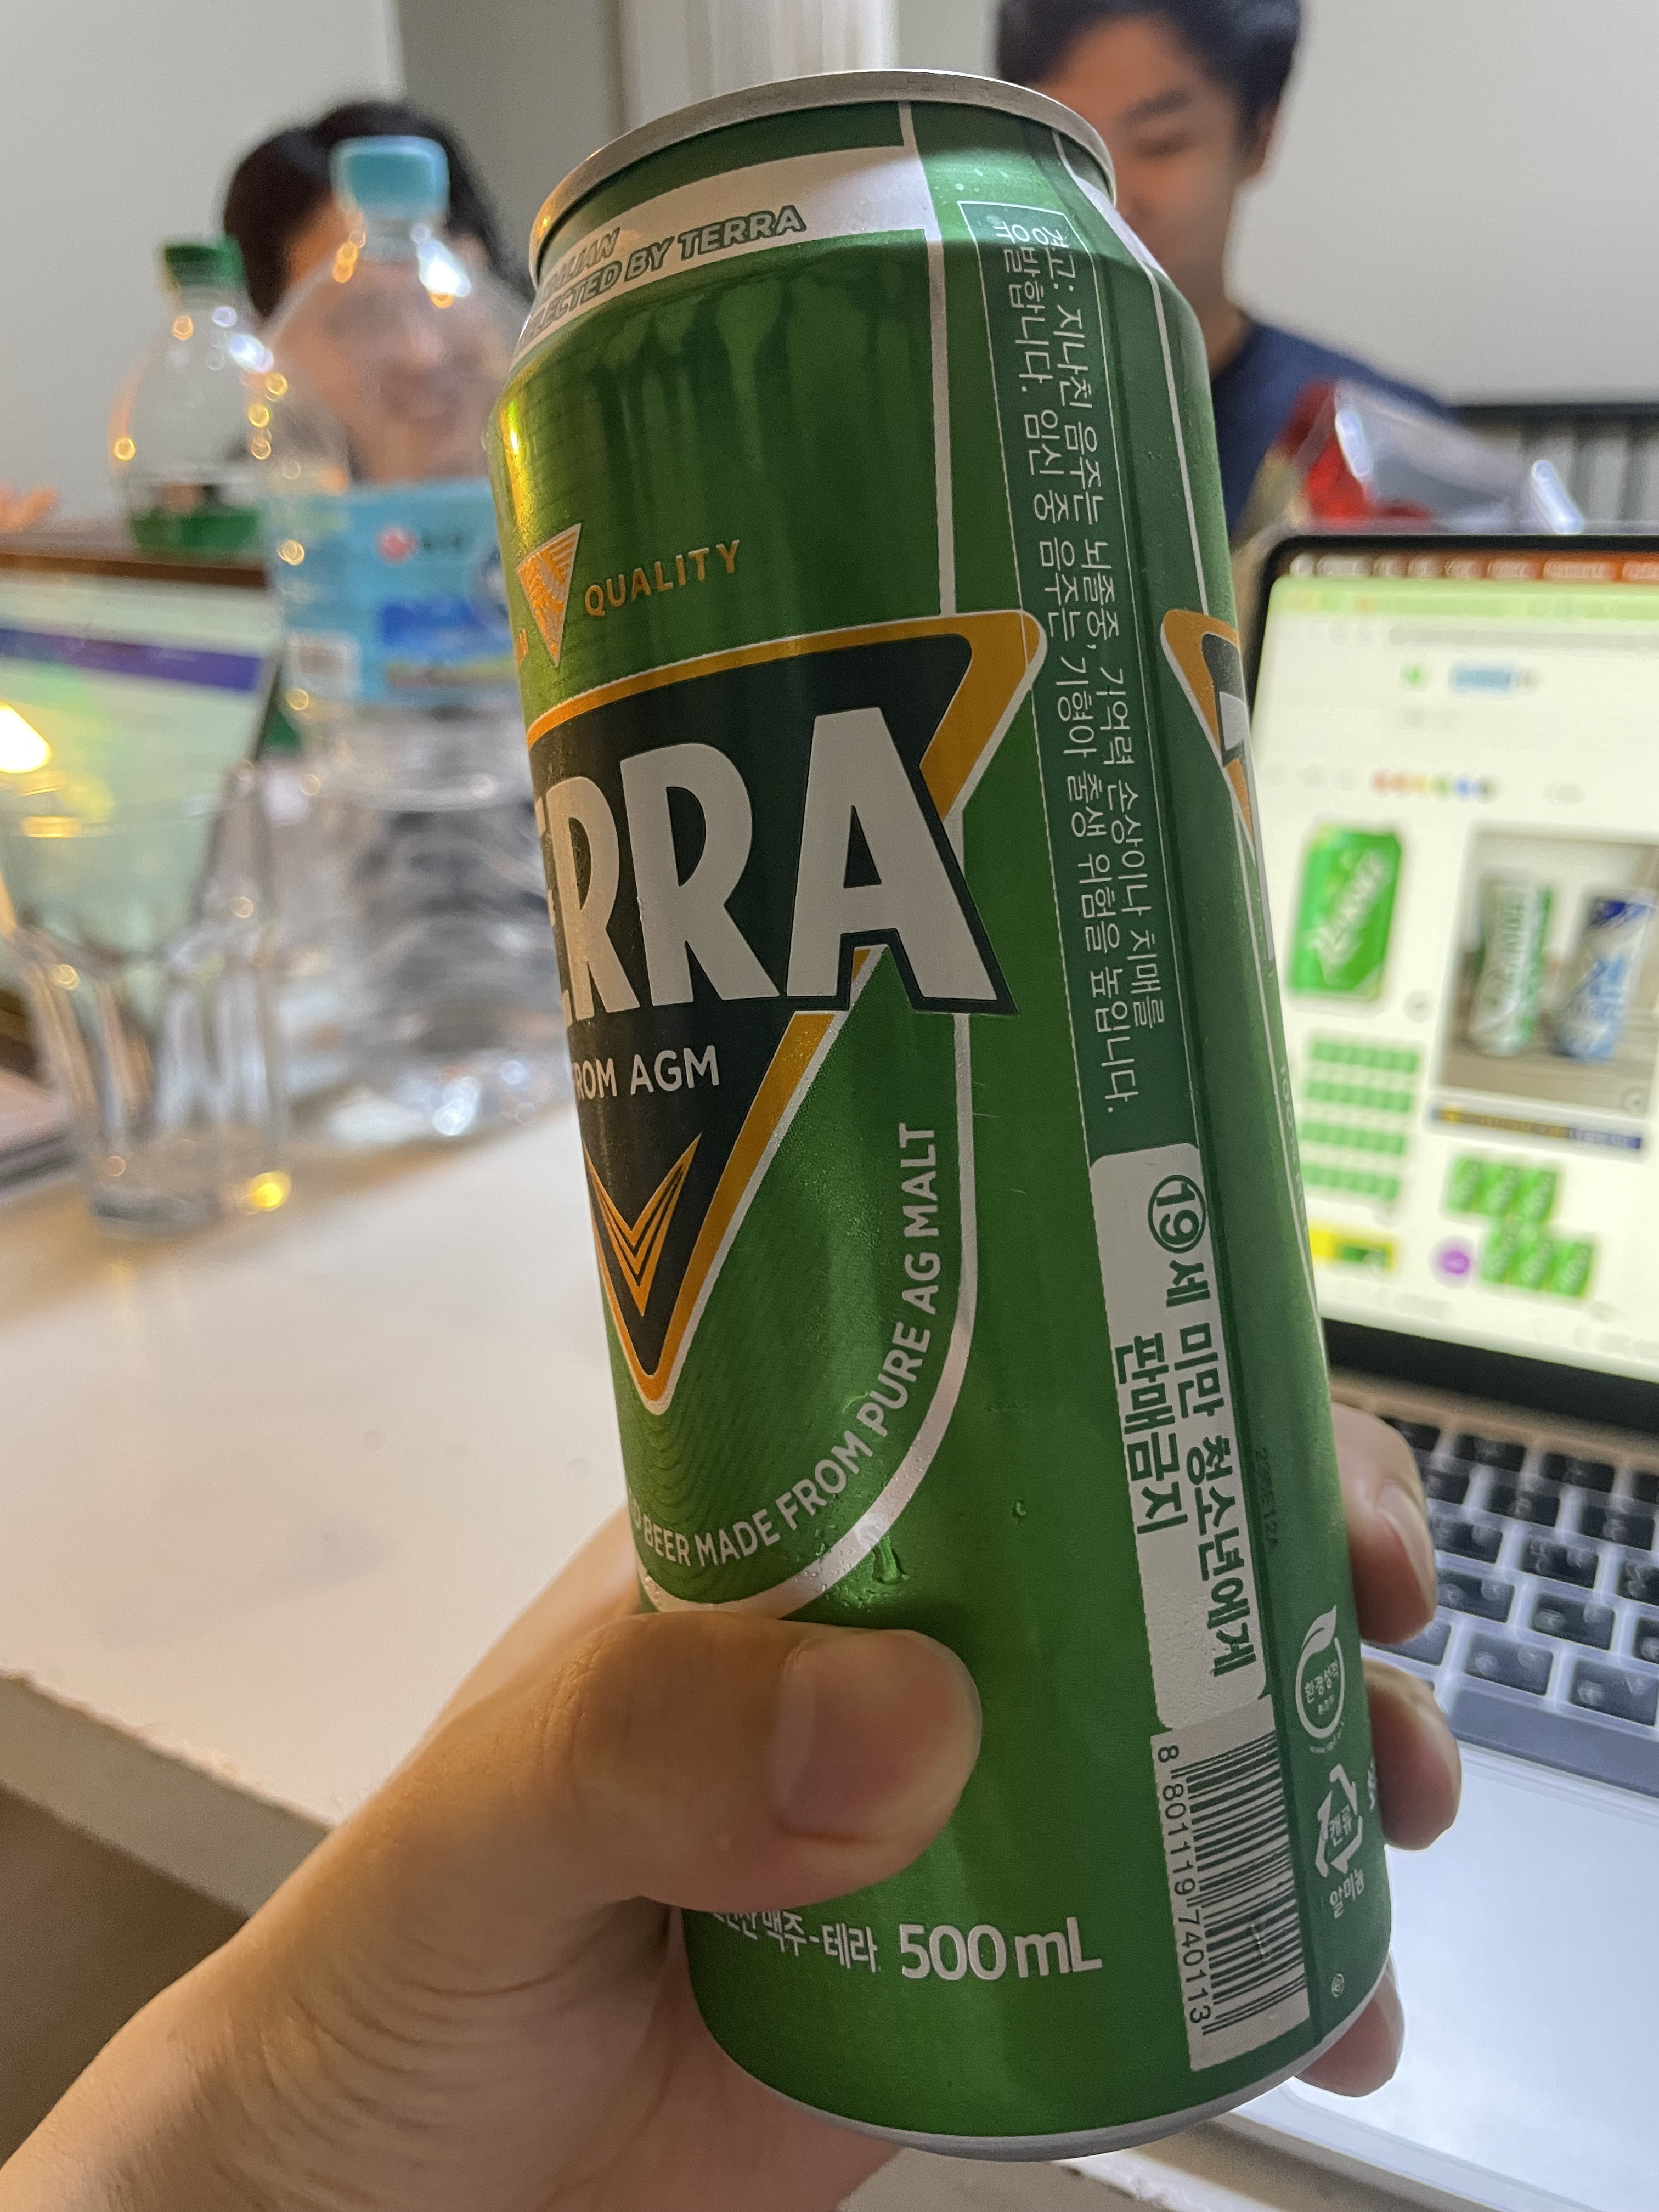 SELECTED BY TERRA
QUALITY
TERRA
FROM AGM
BEER MADE FROM PURE AG MALT
경고: 지나친 음주는 뇌졸중, 기억력 손상이나 치매를
유발합니다. 임신 중 음주는 기형아 출생 위험을 높입니다.
19세 미만 청소년에게
판매금지
8 801119 740113
맥주-테라 500mL
캔류
알미늄